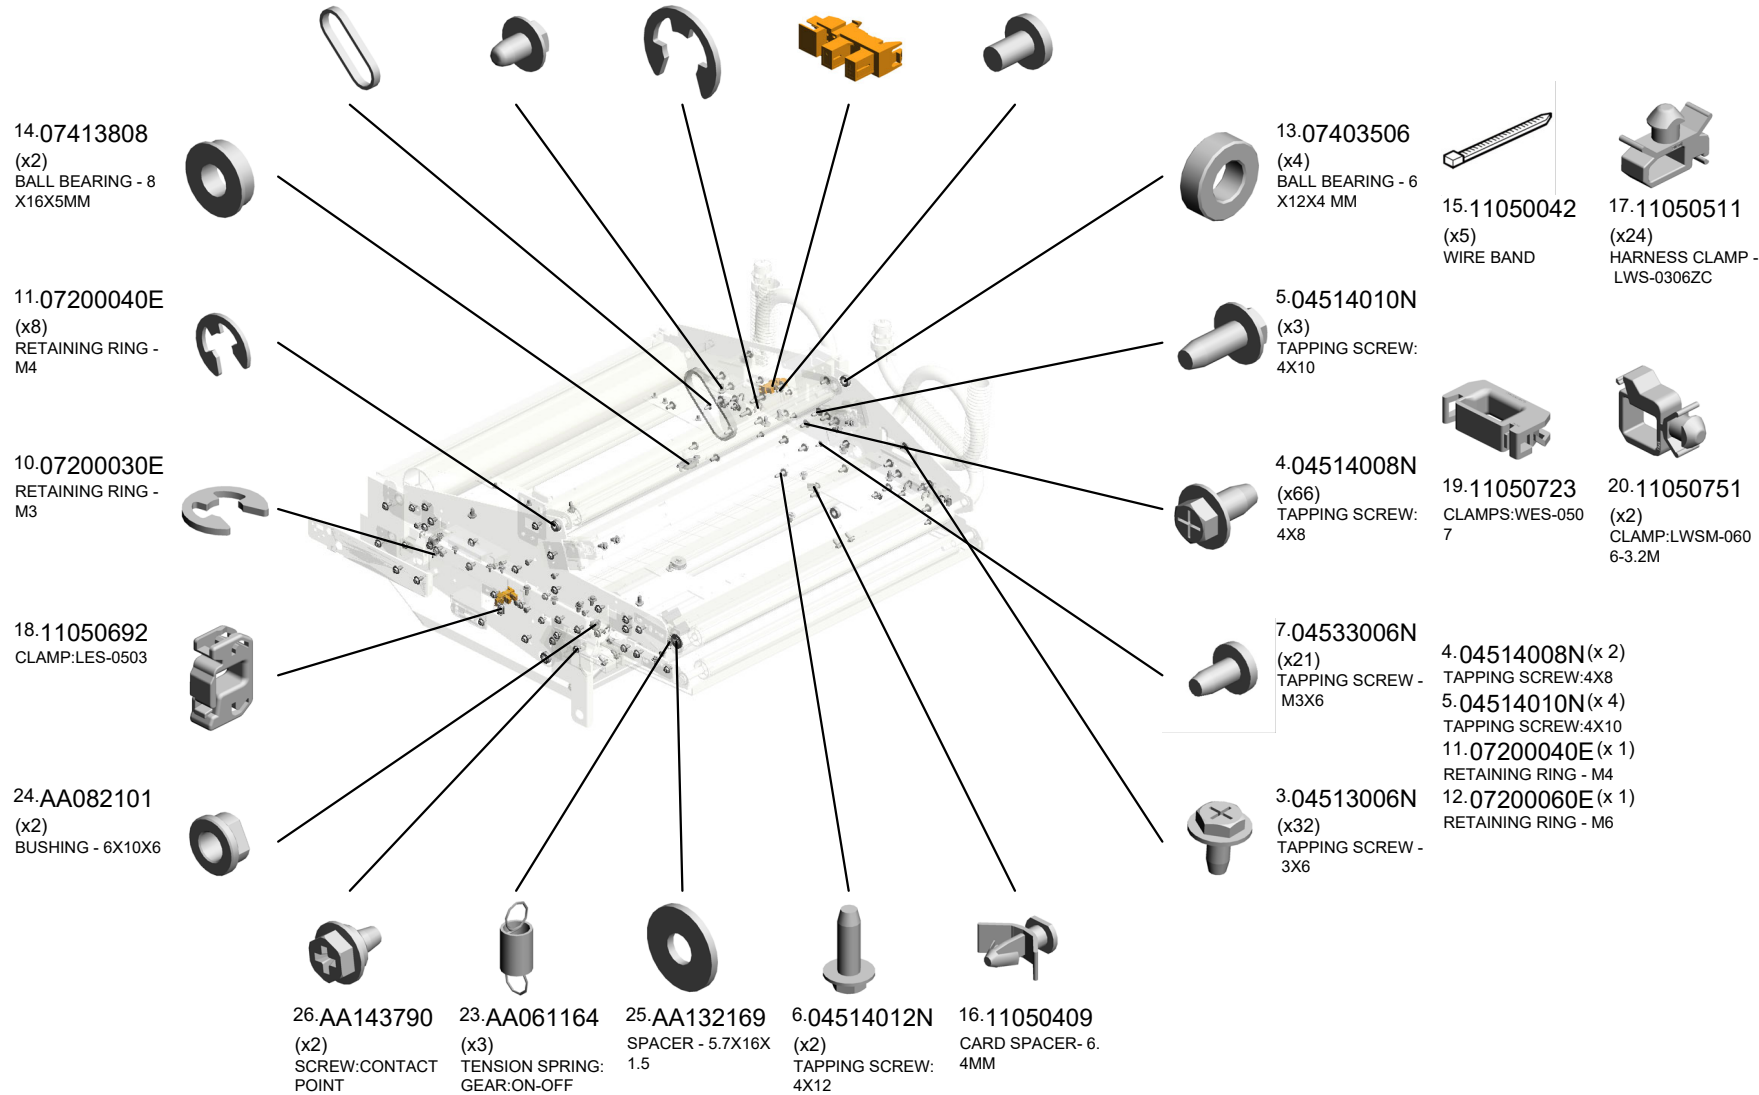 14.07413808
(x2)
BALL BEARING - 8
X16X5MM
11.07200040E
(x8)
RETAINING RING -
M4
10.07200030E
RETAINING RING -
M3
18.11050692
CLAMP:LES-0503
24.AA082101
(x2)
BUSHING - 6X10X6
26.AA143790
(x2)
SCREW:CONTACT
POINT
23.AA061164
(x3)
TENSION SPRING:
GEAR:ON-OFF
25.AA132169
SPACER - 5.7X16X
1.5
6.04514012N
(x2)
TAPPING SCREW:
4X12
16.11050409
CARD SPACER- 6.
4MM
13.07403506
(x4)
BALL BEARING - 6
X12X4 MM
5.04514010N
(x3)
TAPPING SCREW:
4X10
4.04514008N
(x66)
TAPPING SCREW:
4X8
7.04533006N
(x21)
TAPPING SCREW -
M3X6
3.04513006N
(x32)
TAPPING SCREW -
3X6
15.11050042
(x5)
WIRE BAND
17.11050511
(x24)
HARNESS CLAMP -
LWS-0306ZC
19.11050723
CLAMPS:WES-050
7
20.11050751
(x2)
CLAMP:LWSM-060
6-3.2M
4.04514008N(x 2)
TAPPING SCREW:4X8
5.04514010N(x 4)
TAPPING SCREW:4X10
11.07200040E(x 1)
RETAINING RING - M4
12.07200060E(x 1)
RETAINING RING - M6